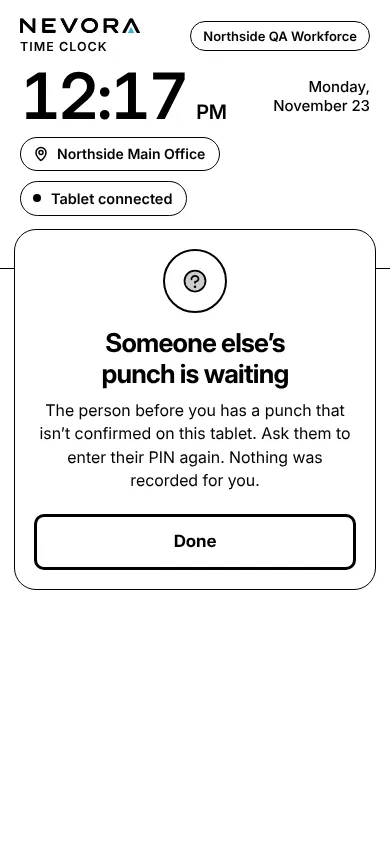 NEVORA
TIME CLOCK
Northside QA Workforce
12:17 PM
Monday,
November 23
Northside Main Office
Tablet connected
?
Someone else’s
punch is waiting
The person before you has a punch that
isn’t confirmed on this tablet. Ask them to
enter their PIN again. Nothing was
recorded for you.
Done